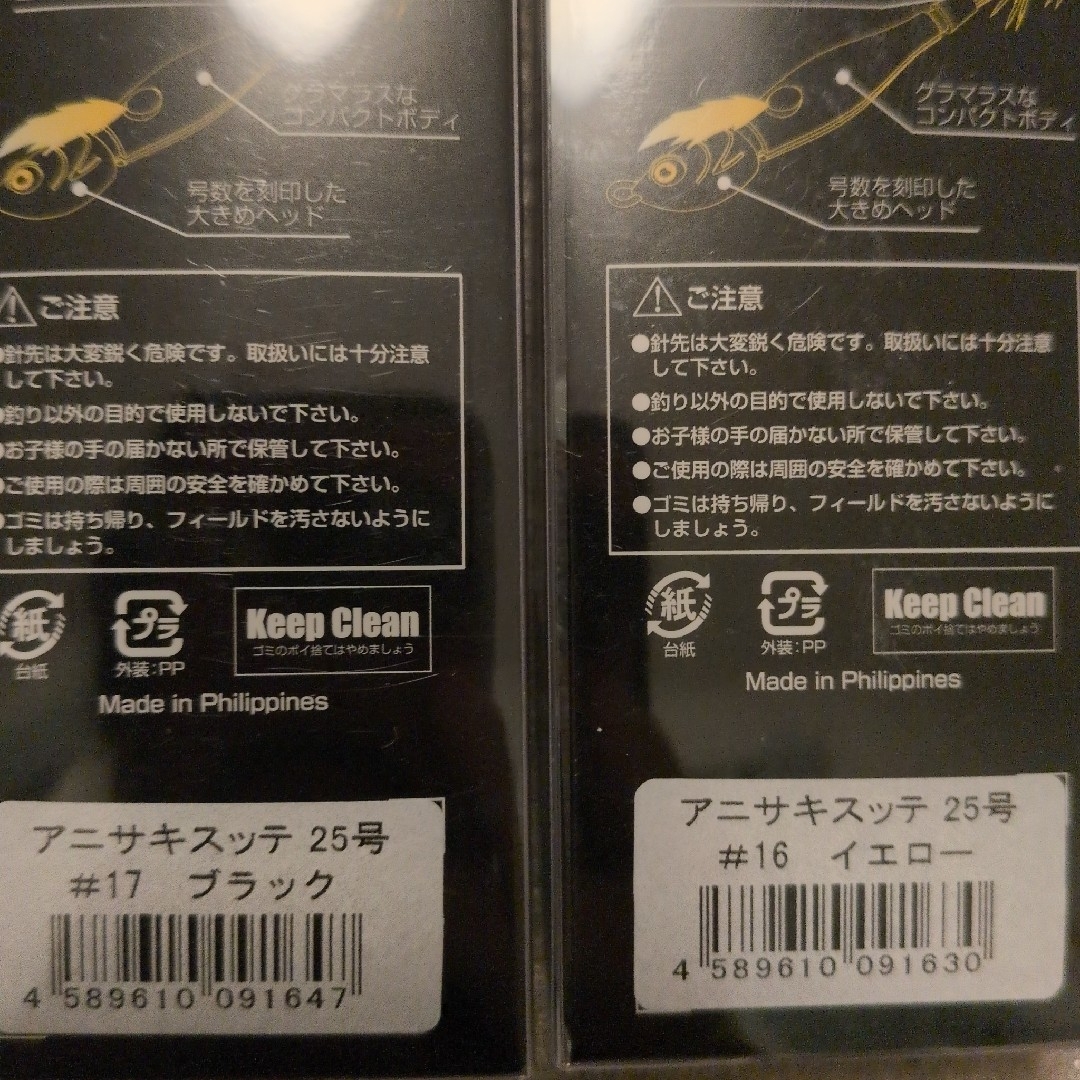 グラマラスな
コンパクトボディ
号数を刻印した
大きめヘッド
ご注意
●針先は大変鋭く危険です。取扱いには十分注意
して下さい。
●釣り以外の目的で使用しないで下さい。
●お子様の手の届かない所で保管して下さい。
●ご使用の際は周囲の安全を確かめて下さい。
●ゴミは持ち帰り、フィールドを汚さないように
しましょう。
紙
台紙
プラ
外装:PP
Keep Clean
ゴミのポイ捨てはやめましょう
Made in Philippines
アニサキスッテ 25号
#17 ブラック
4 589610 091647
グラマラスな
コンパクトボディ
号数を刻印した
大きめヘッド
ご注意
●針先は大変鋭く危険です。取扱いには十分注意
して下さい。
●釣り以外の目的で使用しないで下さい。
●お子様の手の届かない所で保管して下さい。
●ご使用の際は周囲の安全を確かめて下さい。
●ゴミは持ち帰り、フィールドを汚さないように
しましょう。
紙
台紙
プラ
外装:PP
Keep Clean
ゴミのポイ捨てはやめましょう
Made in Philippines
アニサキスッテ 25号
#16 イエロー
4 589610 091630